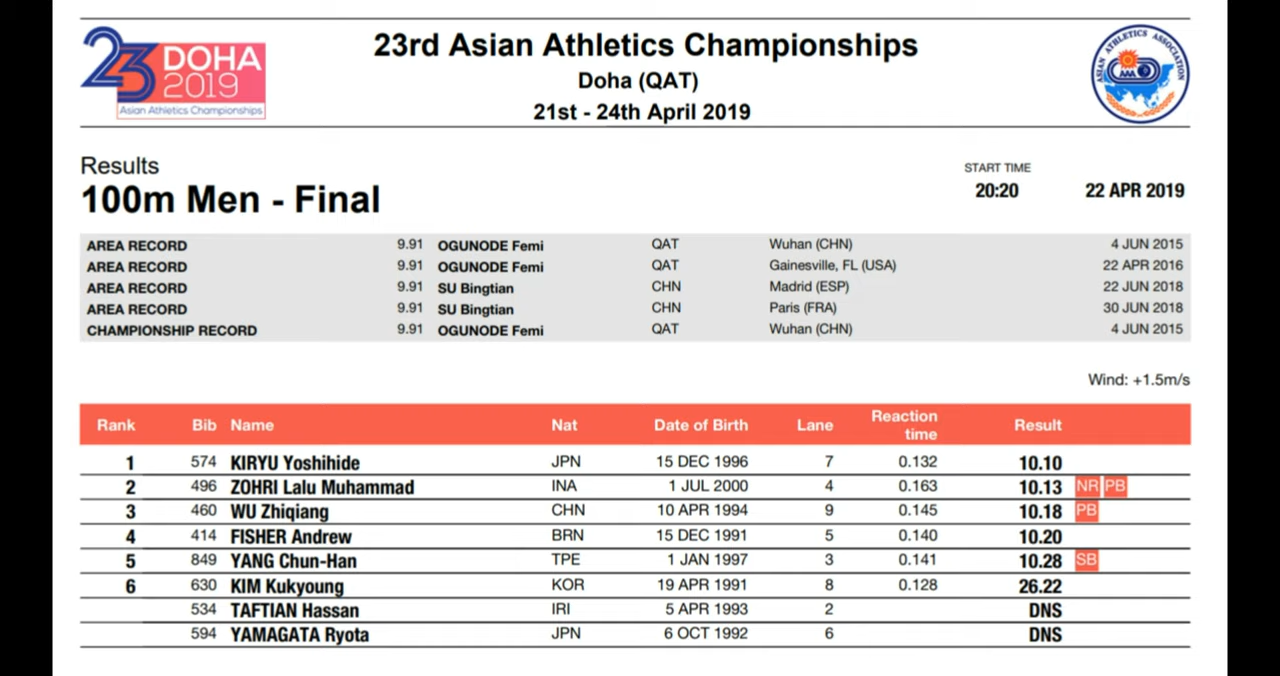 23 DOHA
2019
Asian Athletics Championships
23rd Asian Athletics Championships
Doha (QAT)
21st - 24th April 2019
ASIAN ATHLETICS ASSOCIATION
AAA
Results
100m Men - Final
START TIME
20:20 22 APR 2019
AREA RECORD 9.91 OGUNODE Femi QAT Wuhan (CHN) 4 JUN 2015
AREA RECORD 9.91 OGUNODE Femi QAT Gainesville, FL (USA) 22 APR 2016
AREA RECORD 9.91 SU Bingtian CHN Madrid (ESP) 22 JUN 2018
AREA RECORD 9.91 SU Bingtian CHN Paris (FRA) 30 JUN 2018
CHAMPIONSHIP RECORD 9.91 OGUNODE Femi QAT Wuhan (CHN) 4 JUN 2015
Wind: +1.5m/s
Rank Bib Name Nat Date of Birth Lane Reaction time Result
1 574 KIRYU Yoshihide JPN 15 DEC 1996 7 0.132 10.10
2 496 ZOHRI Lalu Muhammad INA 1 JUL 2000 4 0.163 10.13 NR PB
3 460 WU Zhiqiang CHN 10 APR 1994 9 0.145 10.18 PB
4 414 FISHER Andrew BRN 15 DEC 1991 5 0.140 10.20
5 849 YANG Chun-Han TPE 1 JAN 1997 3 0.141 10.28 SB
6 630 KIM Kukyoung KOR 19 APR 1991 8 0.128 26.22
534 TAFTIAN Hassan IRI 5 APR 1993 2 DNS
594 YAMAGATA Ryota JPN 6 OCT 1992 6 DNS